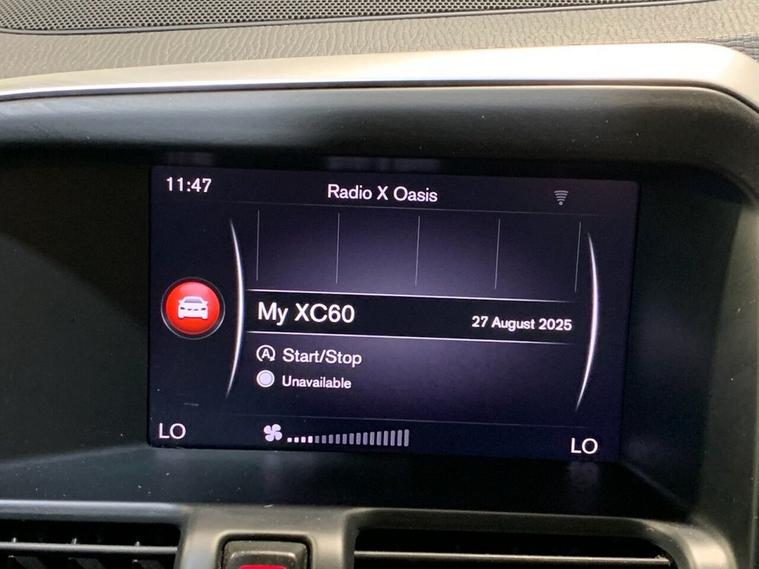 11:47
Radio X Oasis
My XC60
27 August 2025
A Start/Stop
Unavailable
LO
LO